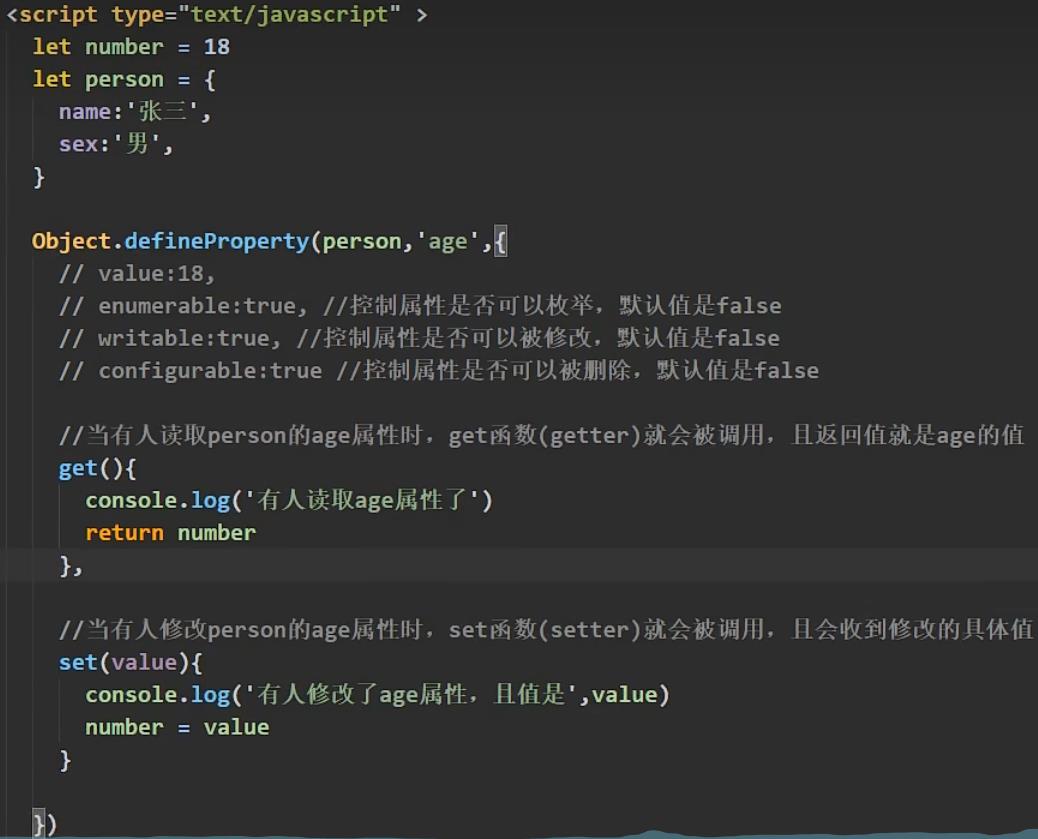 <script type="text/javascript" >
let number = 18
let person = {
name:'张三',
sex:'男',
}
Object.defineProperty(person,'age',{
// value:18,
// enumerable:true, //控制属性是否可以枚举，默认值是false
// writable:true, //控制属性是否可以被修改，默认值是false
// configurable:true //控制属性是否可以被删除，默认值是false
//当有人读取person的age属性时，get函数(getter)就会被调用，且返回值就是age的值
get(){
console.log('有人读取age属性了')
return number
},
//当有人修改person的age属性时，set函数(setter)就会被调用，且会收到修改的具体值
set(value){
console.log('有人修改了age属性，且值是',value)
number = value
}
})